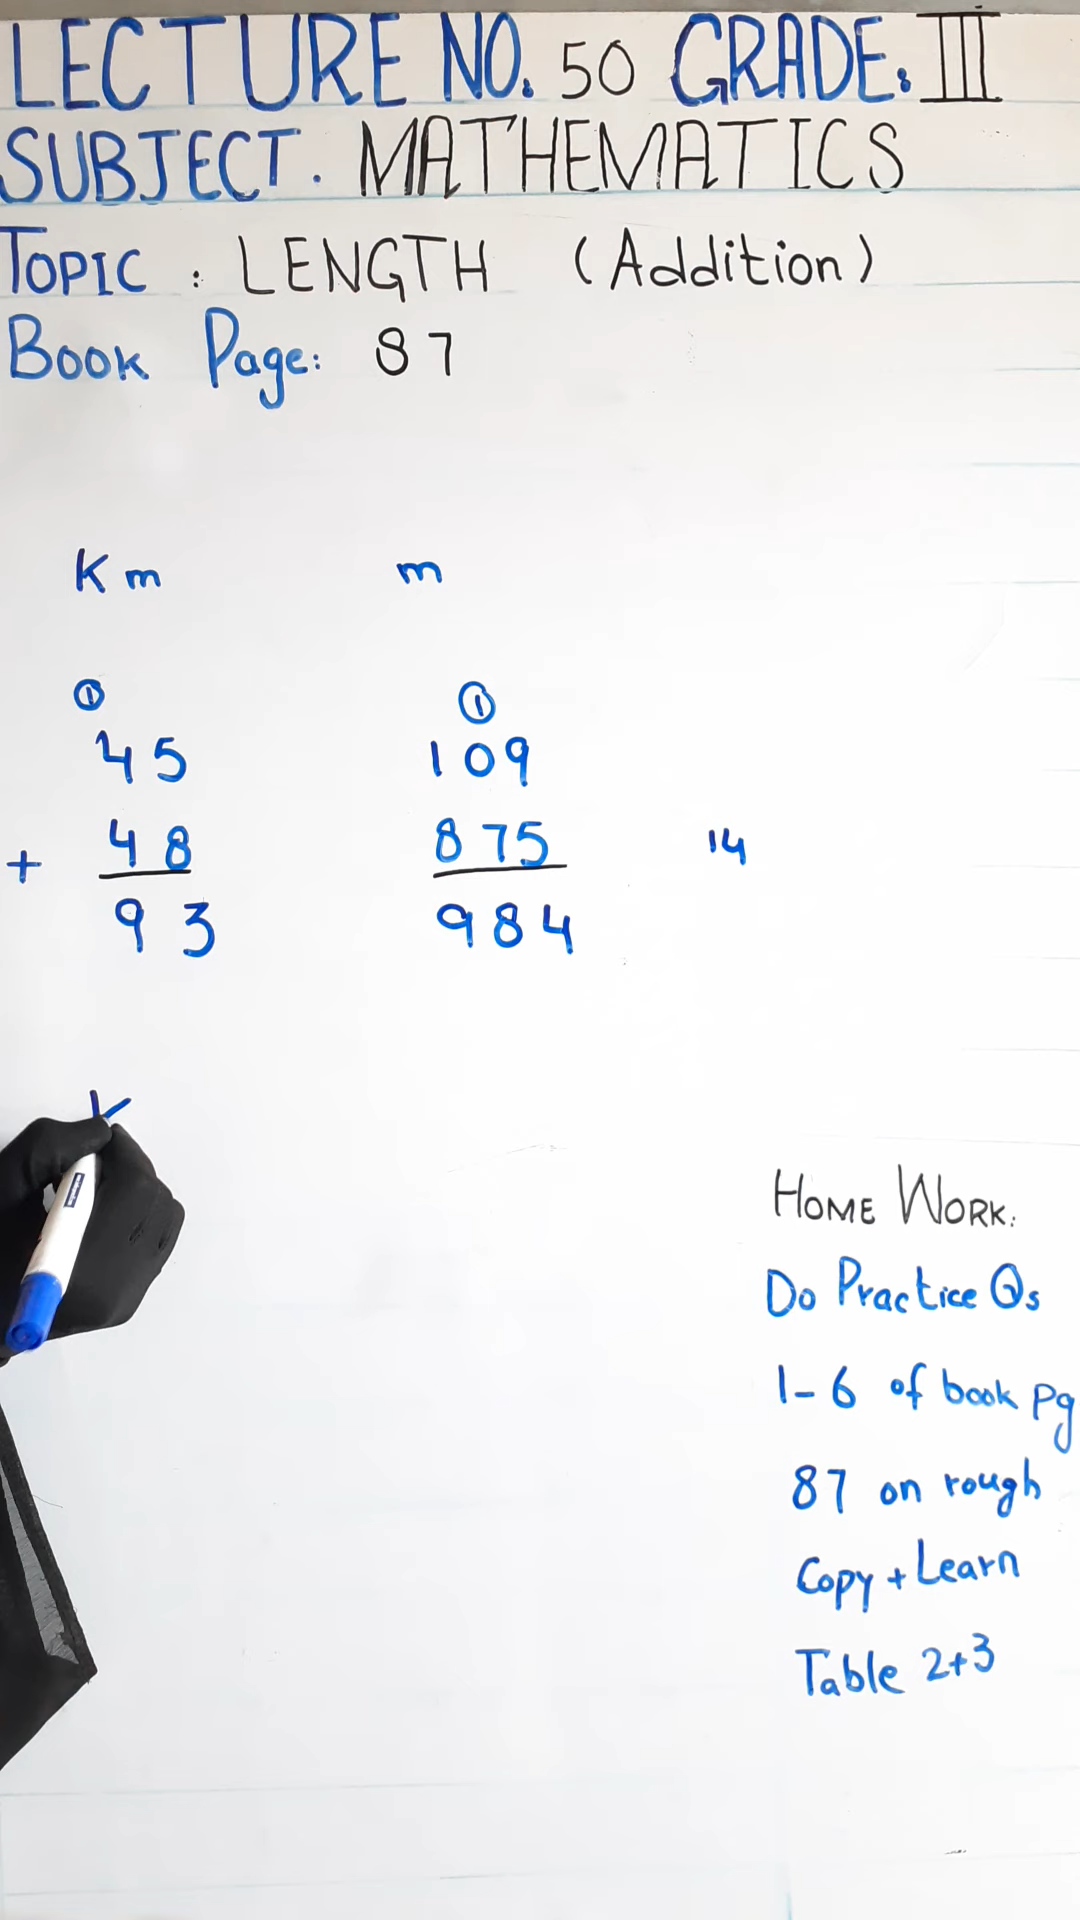 LECTURE NO. 50 GRADE: III
SUBJECT. MATHEMATICS
TOPIC : LENGTH (Addition)
Book Page: 87
Km m
1 1
45 109
+ 48 875 14
93 984
K
HOME WORK:
Do Practice Qs
1-6 of book pg
87 on rough
Copy + Learn
Table 2+3